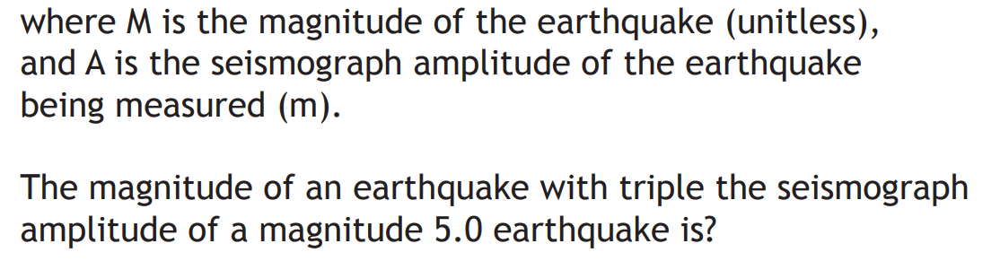 where M is the magnitude of the earthquake (unitless),
and A is the seismograph amplitude of the earthquake
being measured (m).
The magnitude of an earthquake with triple the seismograph
amplitude of a magnitude 5.0 earthquake is?